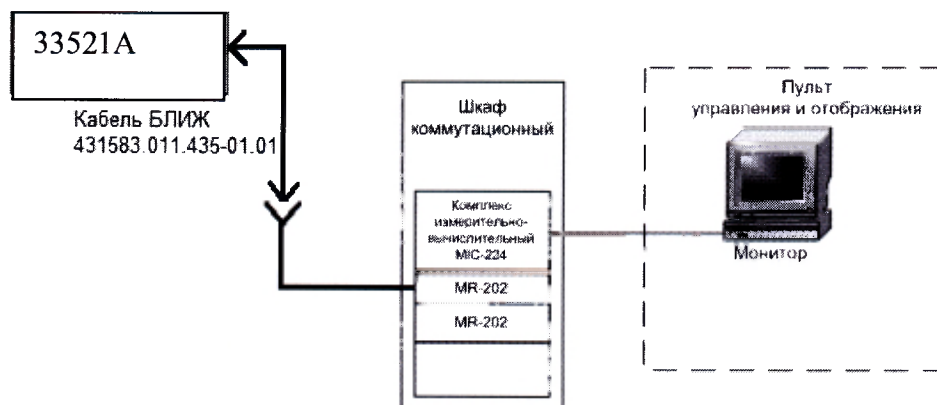 33521A
Кабель БЛИЖ
431583.011.435-01.01
Шкаф
коммутационный
Комплекс
измерительно-
вычислительный
MIC-224
MR-202
MR-202
Пульт
управления и отображения
Монитор